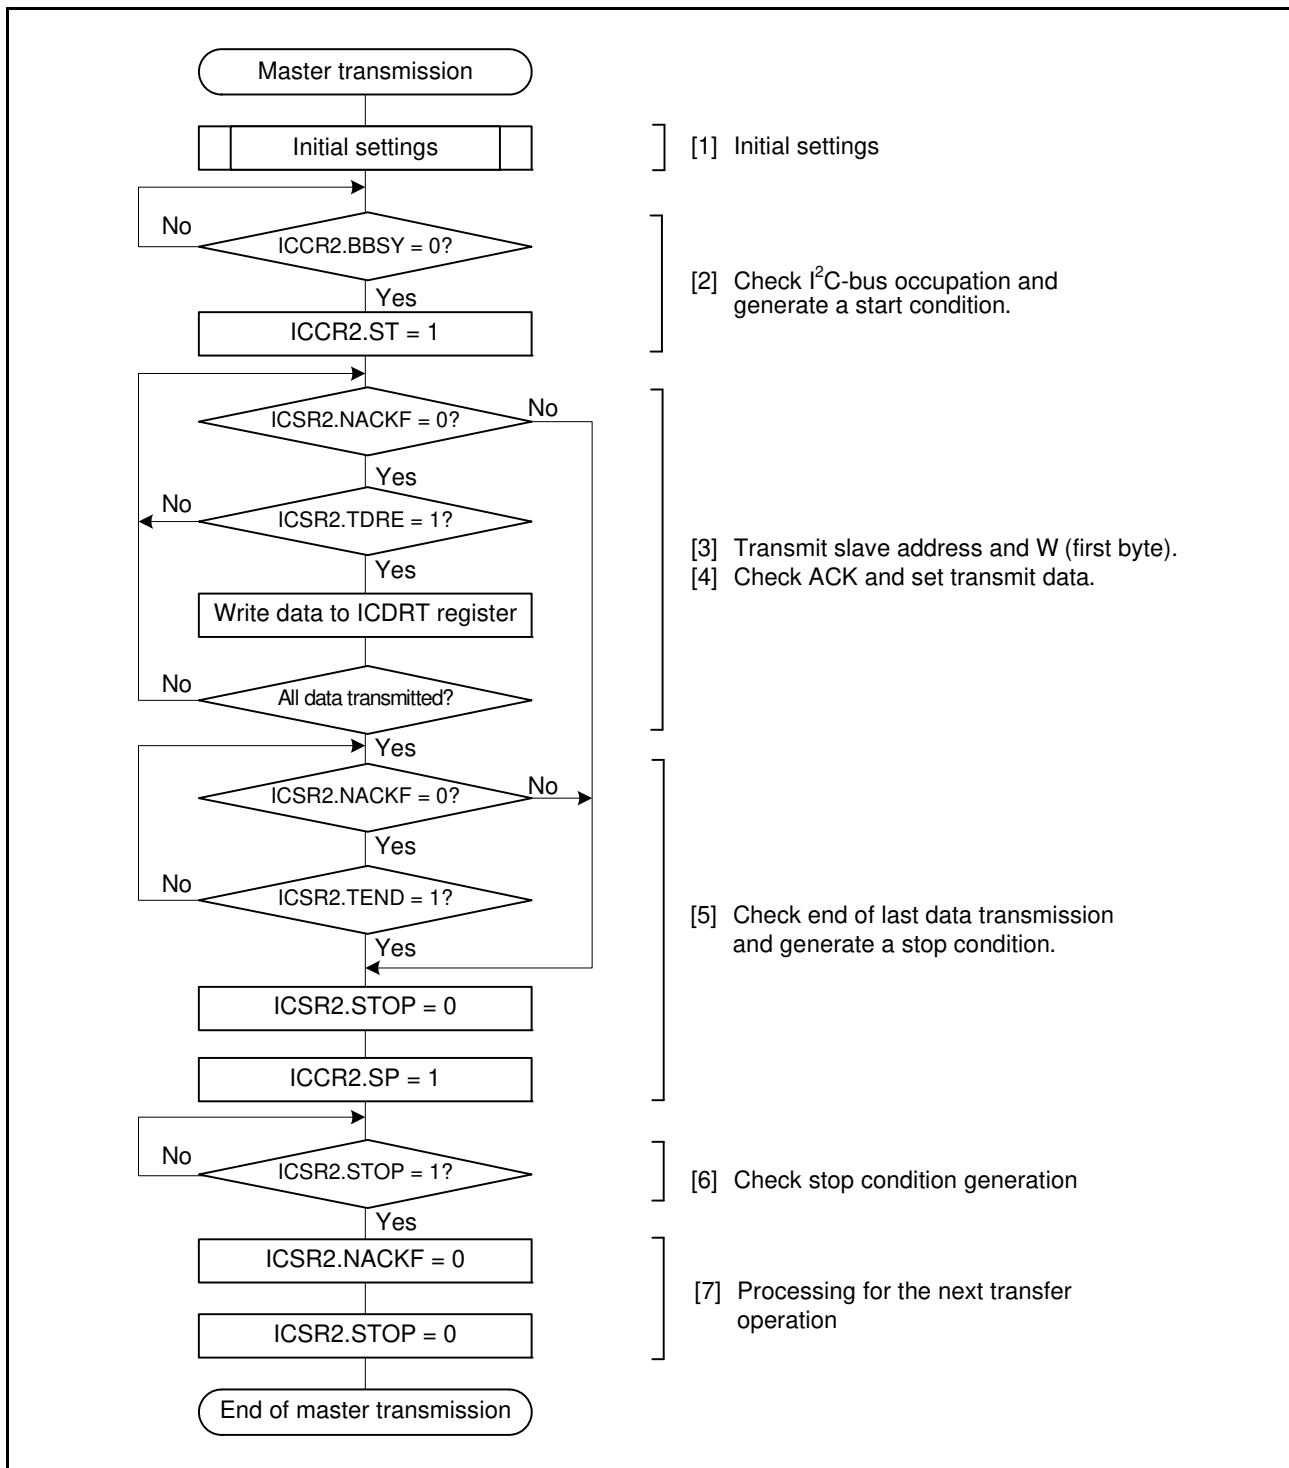 Master transmission
Initial settings
[1] Initial settings
No
ICCR2.BBSY = 0?
Yes
[2] Check I²C-bus occupation and
generate a start condition.
ICCR2.ST = 1
ICSR2.NACKF = 0?
No
Yes
No
ICSR2.TDRE = 1?
Yes
[3] Transmit slave address and W (first byte).
[4] Check ACK and set transmit data.
Write data to ICDRT register
No
All data transmitted?
Yes
ICSR2.NACKF = 0?
No
Yes
No
ICSR2.TEND = 1?
Yes
[5] Check end of last data transmission
and generate a stop condition.
ICSR2.STOP = 0
ICCR2.SP = 1
No
ICSR2.STOP = 1?
Yes
[6] Check stop condition generation
ICSR2.NACKF = 0
[7] Processing for the next transfer
operation
ICSR2.STOP = 0
End of master transmission